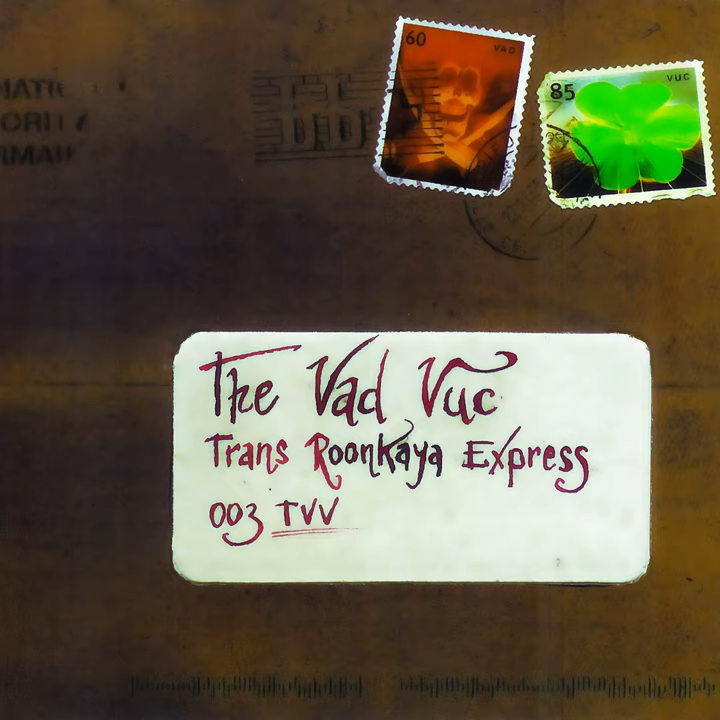 60 VAD
85 VUC
The Vad Vuc
Trans Roonkaya Express
003 TVV